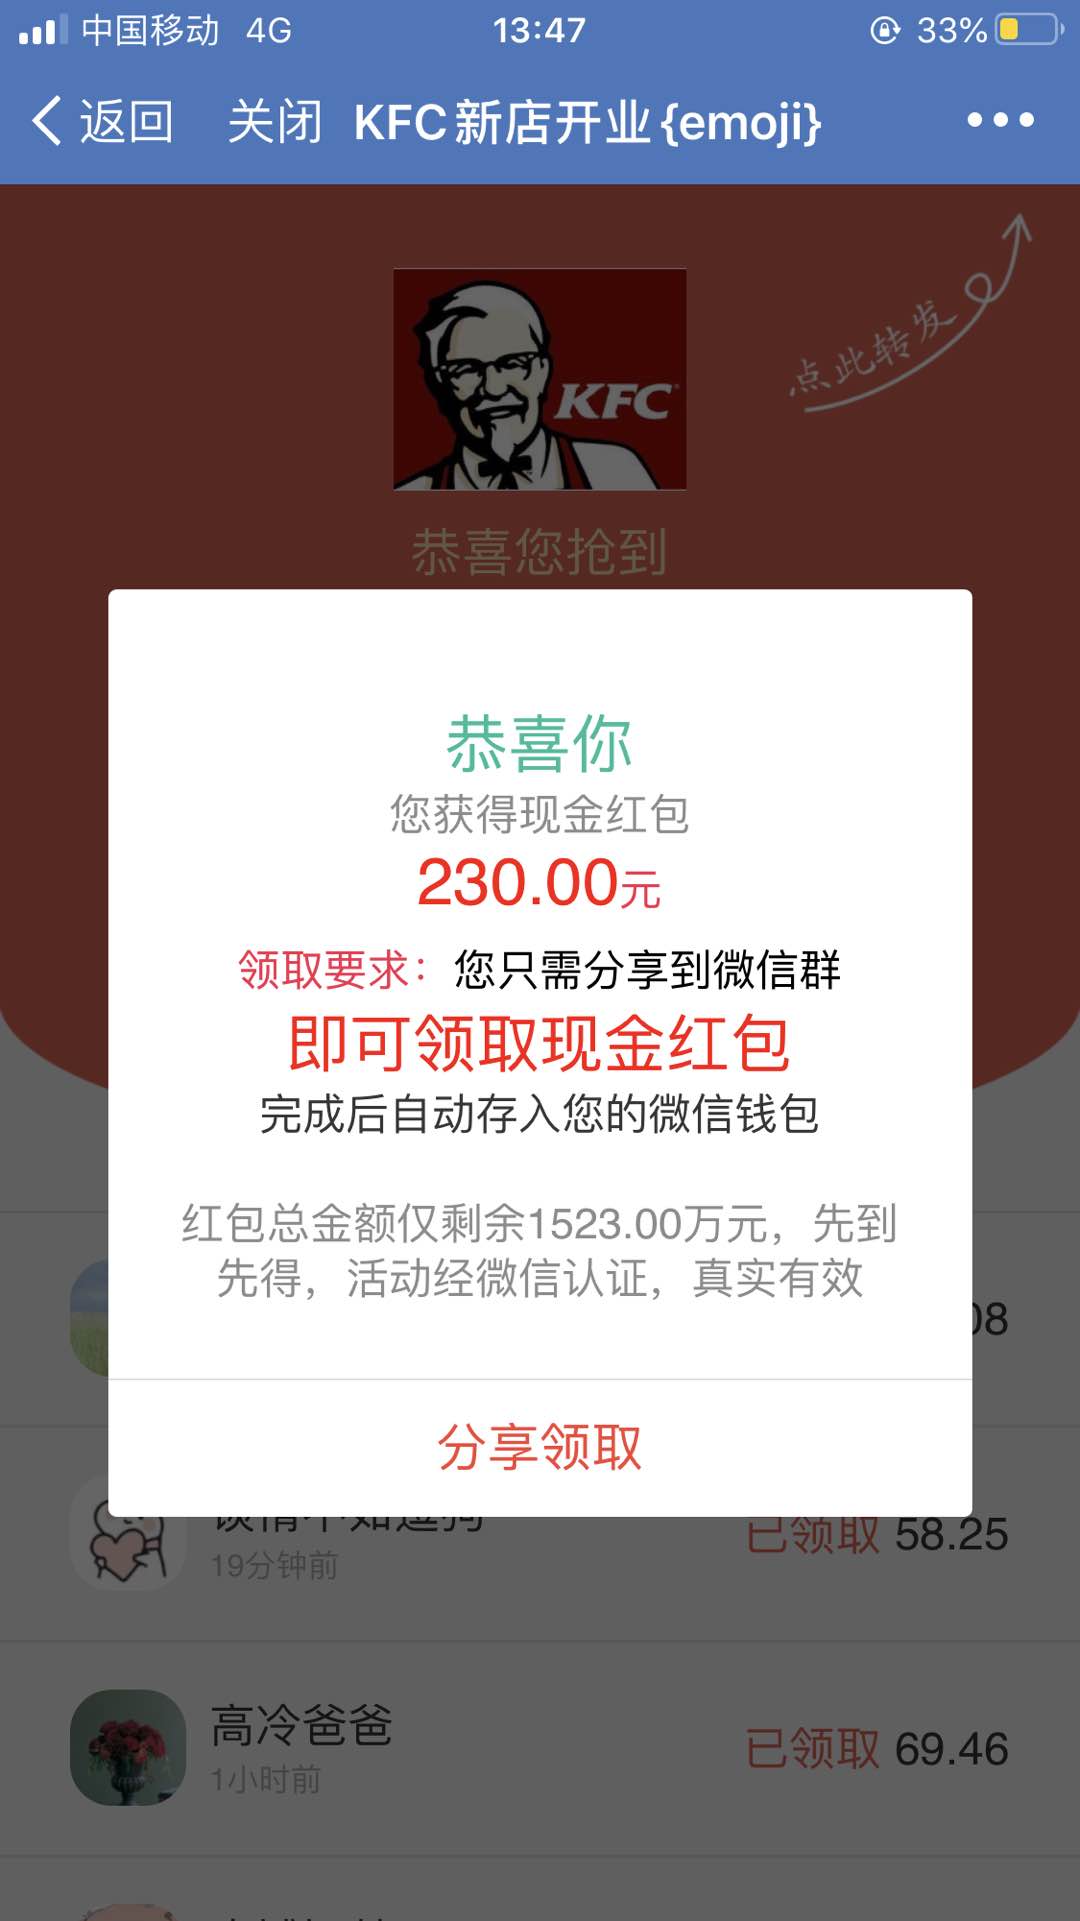 中国移动 4G 13:47 33%
返回 关闭 KFC新店开业{emoji}
点此转发
KFC
恭喜您抢到
恭喜你
您获得现金红包
230.00元
领取要求：您只需分享到微信群
即可领取现金红包
完成后自动存入您的微信钱包
红包总金额仅剩余1523.00万元，先到
先得，活动经微信认证，真实有效
08
分享领取
谈情不如逗狗
已领取 58.25
19分钟前
高冷爸爸
已领取 69.46
1小时前